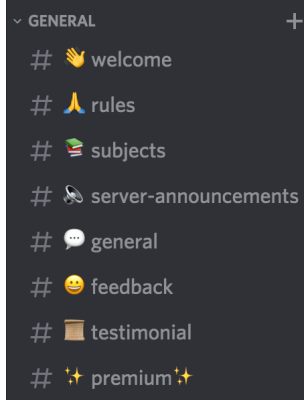 GENERAL +
# 👋 welcome
# 🙏 rules
# 📚 subjects
# 🔊 server-announcements
# 💬 general
# 😀 feedback
# 📜 testimonial
# ✨ premium✨